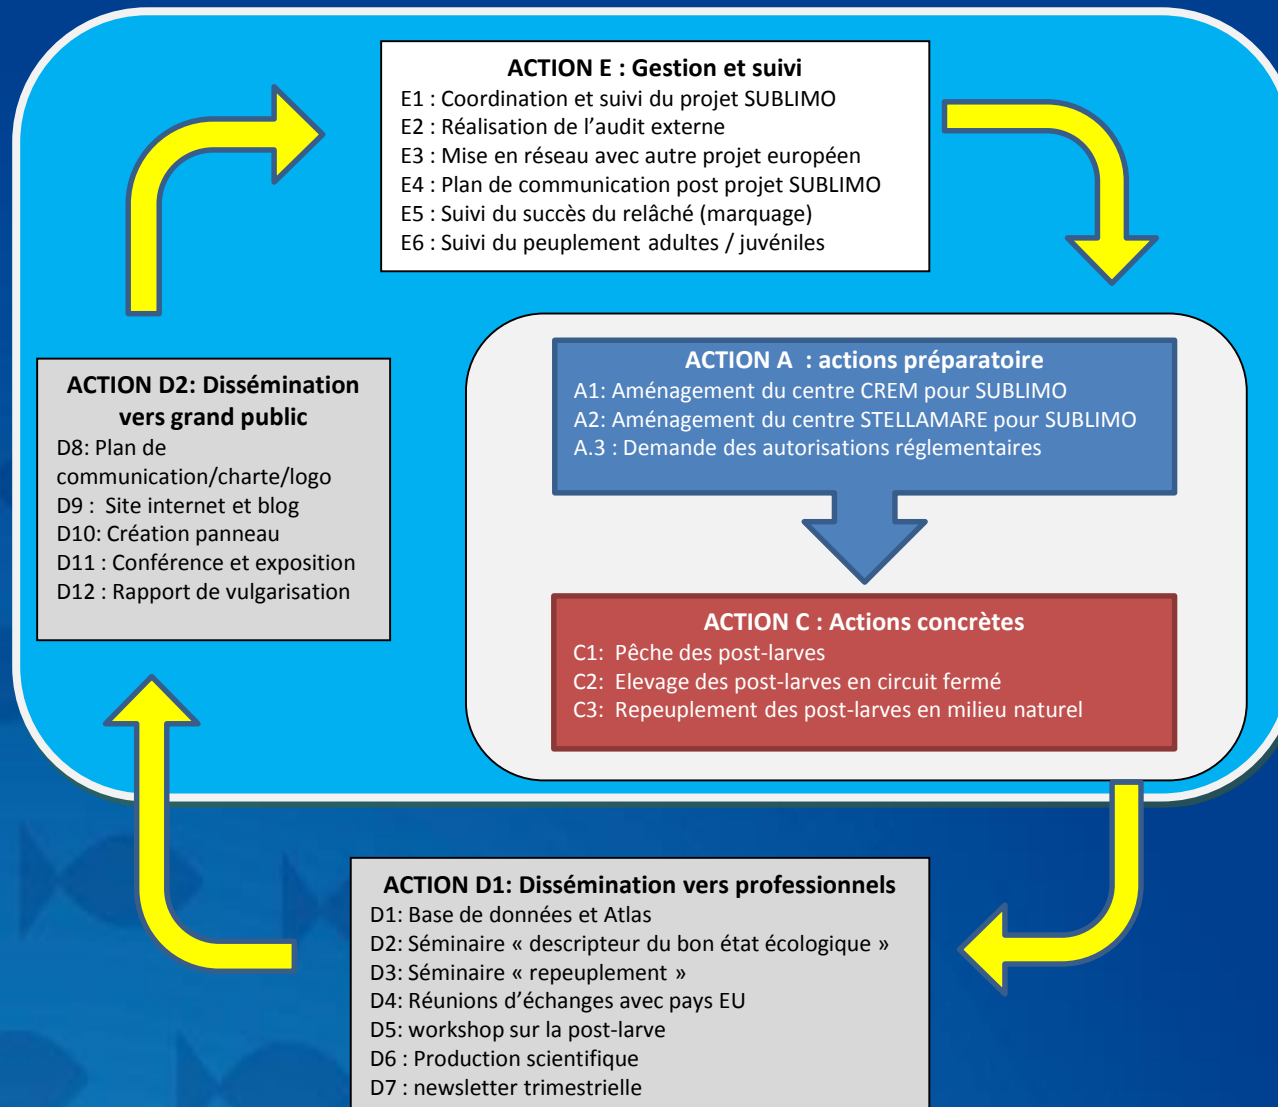 ACTION E : Gestion et suivi
E1 : Coordination et suivi du projet SUBLIMO
E2 : Réalisation de l’audit externe
E3 : Mise en réseau avec autre projet européen
E4 : Plan de communication post projet SUBLIMO
E5 : Suivi du succès du relâché (marquage)
E6 : Suivi du peuplement adultes / juvéniles
ACTION A : actions préparatoire
A1: Aménagement du centre CREM pour SUBLIMO
A2: Aménagement du centre STELLAMARE pour SUBLIMO
A.3 : Demande des autorisations réglementaires
ACTION C : Actions concrètes
C1: Pêche des post-larves
C2: Elevage des post-larves en circuit fermé
C3: Repeuplement des post-larves en milieu naturel
ACTION D1: Dissémination vers professionnels
D1: Base de données et Atlas
D2: Séminaire « descripteur du bon état écologique »
D3: Séminaire « repeuplement »
D4: Réunions d’échanges avec pays EU
D5: workshop sur la post-larve
D6 : Production scientifique
D7 : newsletter trimestrielle
ACTION D2: Dissémination
vers grand public
D8: Plan de
communication/charte/logo
D9 : Site internet et blog
D10: Création panneau
D11 : Conférence et exposition
D12 : Rapport de vulgarisation